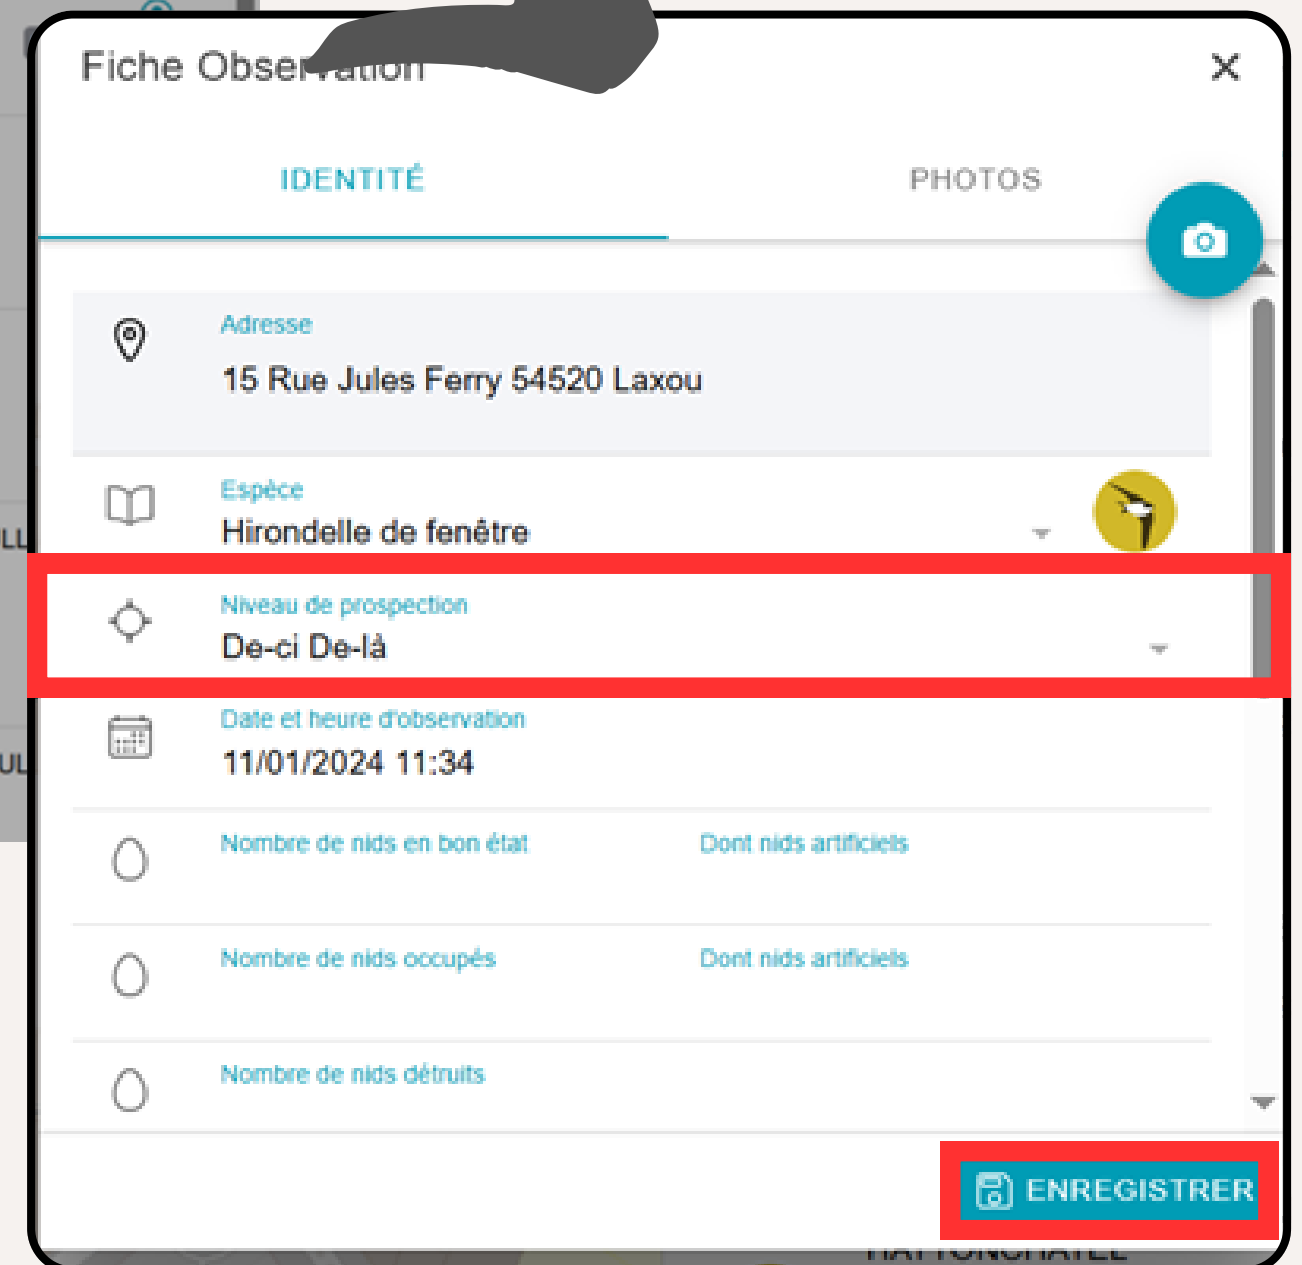 Fiche Observation
IDENTITÉ
PHOTOS
Adresse
15 Rue Jules Ferry 54520 Laxou
Espèce
Hirondelle de fenêtre
Niveau de prospection
De-ci De-là
Date et heure d'observation
11/01/2024 11:34
Nombre de nids en bon état Dont nids artificiels
Nombre de nids occupés Dont nids artificiels
Nombre de nids détruits
ENREGISTRER
HATTONCHATEL